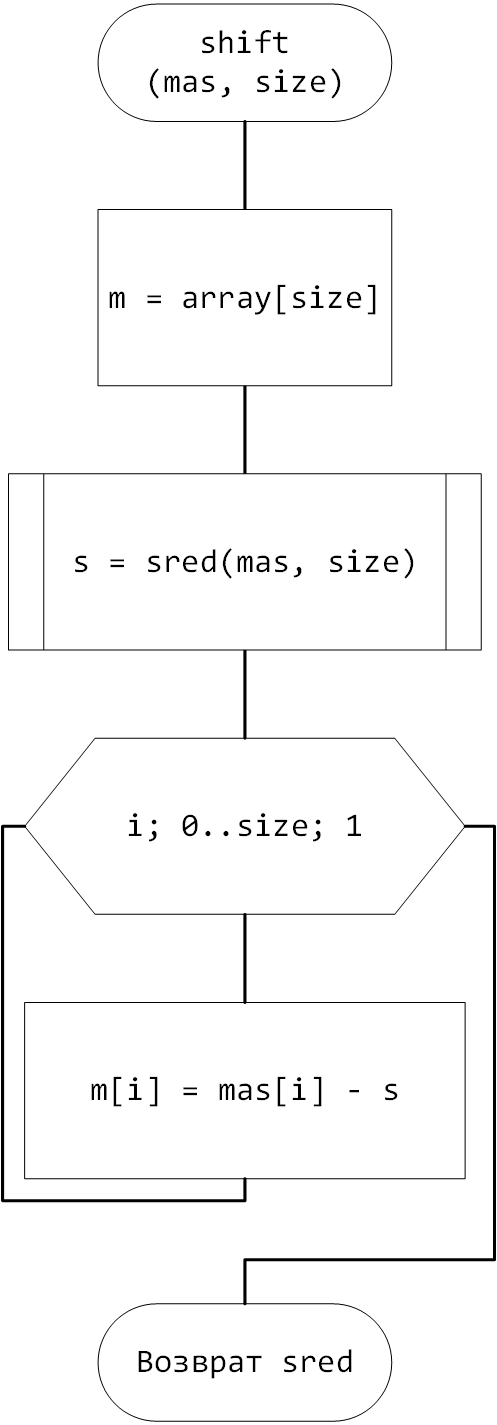 shift
(mas, size)
m = array[size]
s = sred(mas, size)
i; 0..size; 1
m[i] = mas[i] - s
Возврат sred